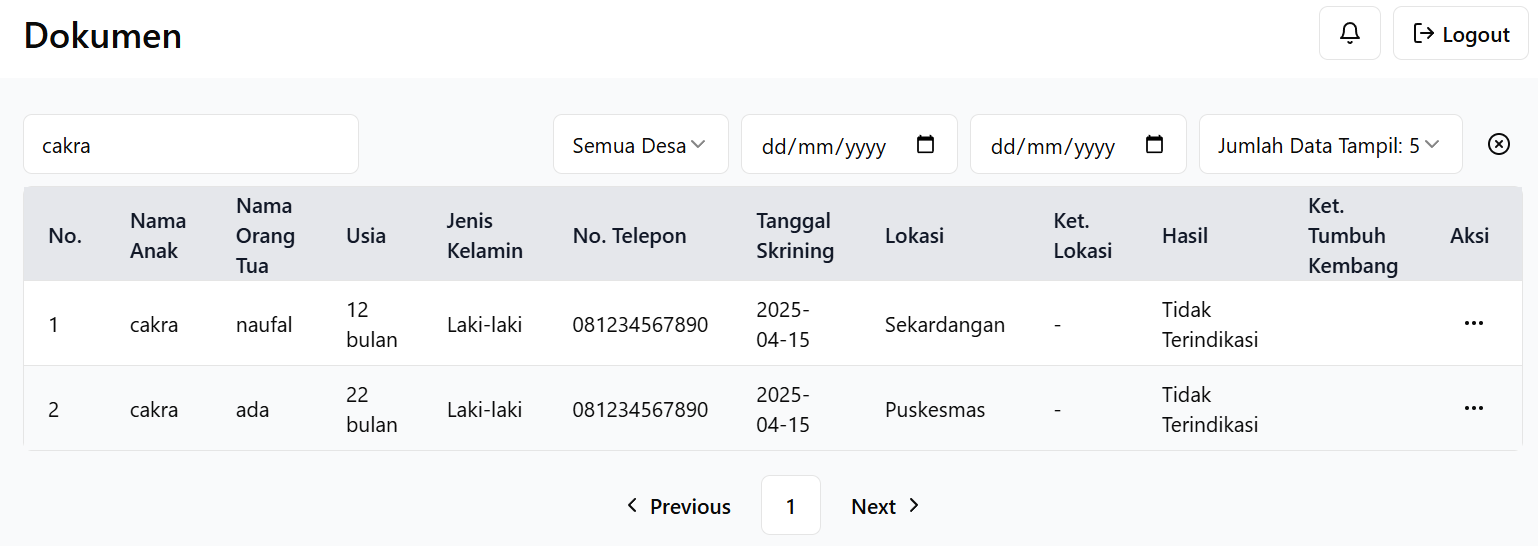 Dokumen
Logout
cakra
Semua Desa
dd/mm/yyyy
dd/mm/yyyy
Jumlah Data Tampil: 5
No.
Nama
Anak
Nama
Orang
Tua
Usia
Jenis
Kelamin
No. Telepon
Tanggal
Skrining
Lokasi
Ket.
Lokasi
Hasil
Ket.
Tumbuh
Kembang
Aksi
1
cakra
naufal
12
bulan
Laki-laki
081234567890
2025-
04-15
Sekardangan
-
Tidak
Terindikasi
...
2
cakra
ada
22
bulan
Laki-laki
081234567890
2025-
04-15
Puskesmas
-
Tidak
Terindikasi
...
Previous
1
Next